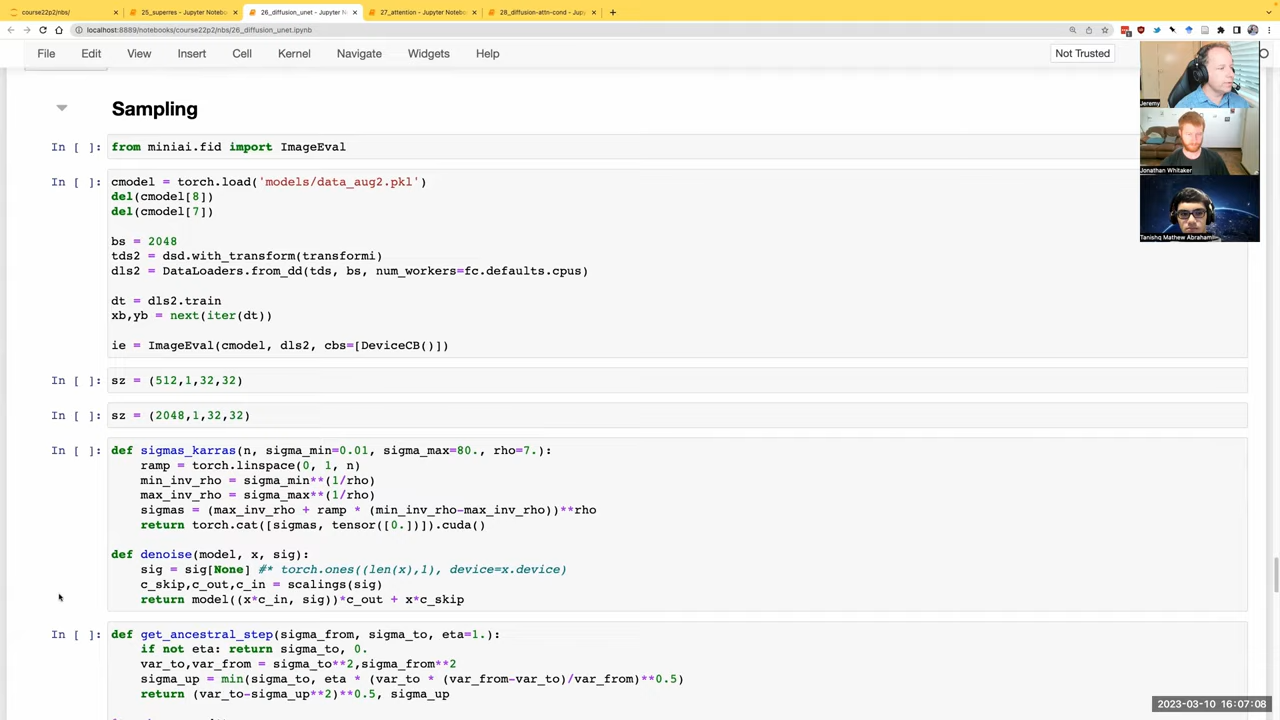 course22p2/nbs/
25_superres - Jupyter Notebo
26_diffusion_unet - Jupyter N
27_attention - Jupyter Notebo
28_diffusion-attn-cond - Jup
localhost:8889/notebooks/course22p2/nbs/26_diffusion_unet.ipynb
File Edit View Insert Cell Kernel Navigate Widgets Help Not Trusted
Jeremy
Jonathan Whitaker
Tanishq Mathew Abraham
Sampling
In [ ]: from miniai.fid import ImageEval
In [ ]: cmodel = torch.load('models/data_aug2.pkl')
del(cmodel[8])
del(cmodel[7])
bs = 2048
tds2 = dsd.with_transform(transformi)
dls2 = DataLoaders.from_dd(tds, bs, num_workers=fc.defaults.cpus)
dt = dls2.train
xb,yb = next(iter(dt))
ie = ImageEval(cmodel, dls2, cbs=[DeviceCB()])
In [ ]: sz = (512,1,32,32)
In [ ]: sz = (2048,1,32,32)
In [ ]: def sigmas_karras(n, sigma_min=0.01, sigma_max=80., rho=7.):
ramp = torch.linspace(0, 1, n)
min_inv_rho = sigma_min**(1/rho)
max_inv_rho = sigma_max**(1/rho)
sigmas = (max_inv_rho + ramp * (min_inv_rho-max_inv_rho))**rho
return torch.cat([sigmas, tensor([0.])]).cuda()
def denoise(model, x, sig):
sig = sig[None] #* torch.ones((len(x),1), device=x.device)
c_skip,c_out,c_in = scalings(sig)
return model((x*c_in, sig))*c_out + x*c_skip
In [ ]: def get_ancestral_step(sigma_from, sigma_to, eta=1.):
if not eta: return sigma_to, 0.
var_to,var_from = sigma_to**2,sigma_from**2
sigma_up = min(sigma_to, eta * (var_to * (var_from-var_to)/var_from)**0.5)
return (var_to-sigma_up**2)**0.5, sigma_up
2023-03-10 16:07:08